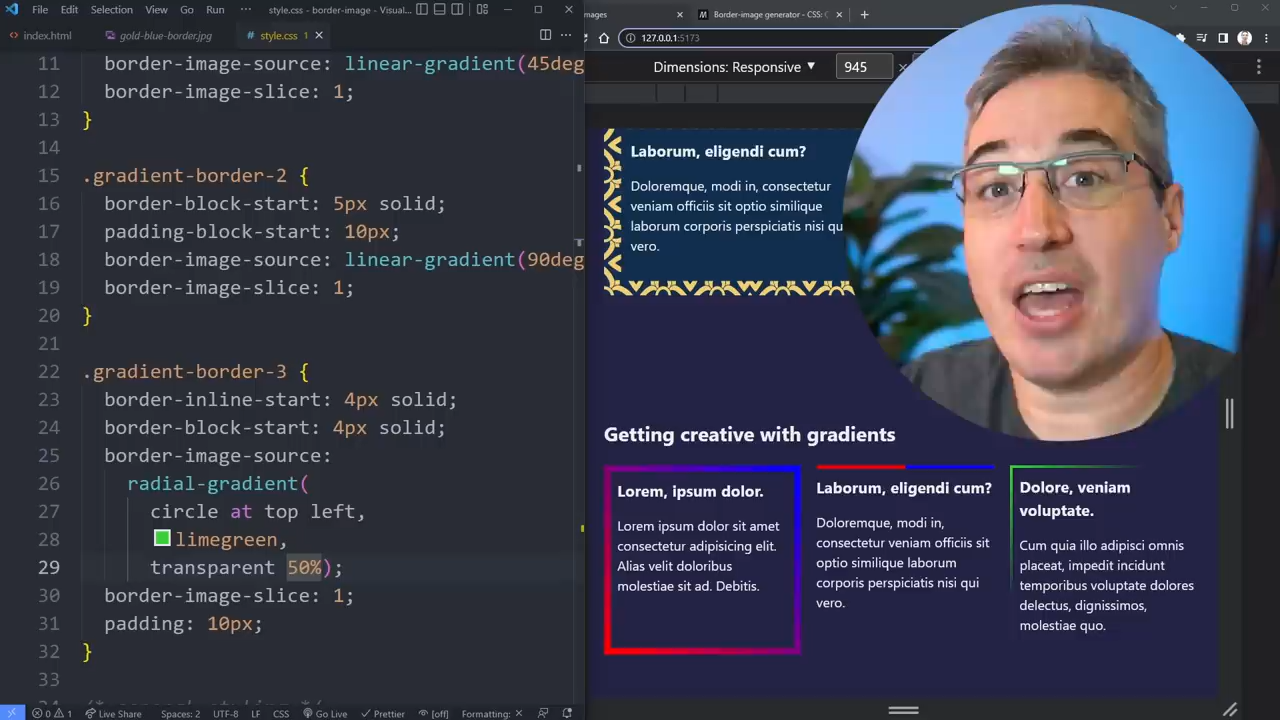 File Edit Selection View Go Run ··· style.css - border-image - Visual...
index.html gold-blue-border.jpg style.css 1
11 border-image-source: linear-gradient(45deg
12 border-image-slice: 1;
13 }
14
15 .gradient-border-2 {
16 border-block-start: 5px solid;
17 padding-block-start: 10px;
18 border-image-source: linear-gradient(90deg
19 border-image-slice: 1;
20 }
21
22 .gradient-border-3 {
23 border-inline-start: 4px solid;
24 border-block-start: 4px solid;
25 border-image-source:
26 radial-gradient(
27 circle at top left,
28 limegreen,
29 transparent 50%);
30 border-image-slice: 1;
31 padding: 10px;
32 }
33
0 1 Live Share Spaces: 2 UTF-8 LF CSS Go Live Prettier [off] Formatting:
mages Border-image generator - CSS: C
127.0.0.1:5173
Dimensions: Responsive 945
Laborum, eligendi cum?
Doloremque, modi in, consectetur
veniam officiis sit optio similique
laborum corporis perspiciatis nisi qu
vero.
Getting creative with gradients
Lorem, ipsum dolor.
Lorem ipsum dolor sit amet
consectetur adipisicing elit.
Alias velit doloribus
molestiae sit ad. Debitis.
Laborum, eligendi cum?
Doloremque, modi in,
consectetur veniam officiis sit
optio similique laborum
corporis perspiciatis nisi qui
vero.
Dolore, veniam
voluptate.
Cum quia illo adipisci omnis
placeat, impedit incidunt
temporibus voluptate dolores
delectus, dignissimos,
molestiae quo.